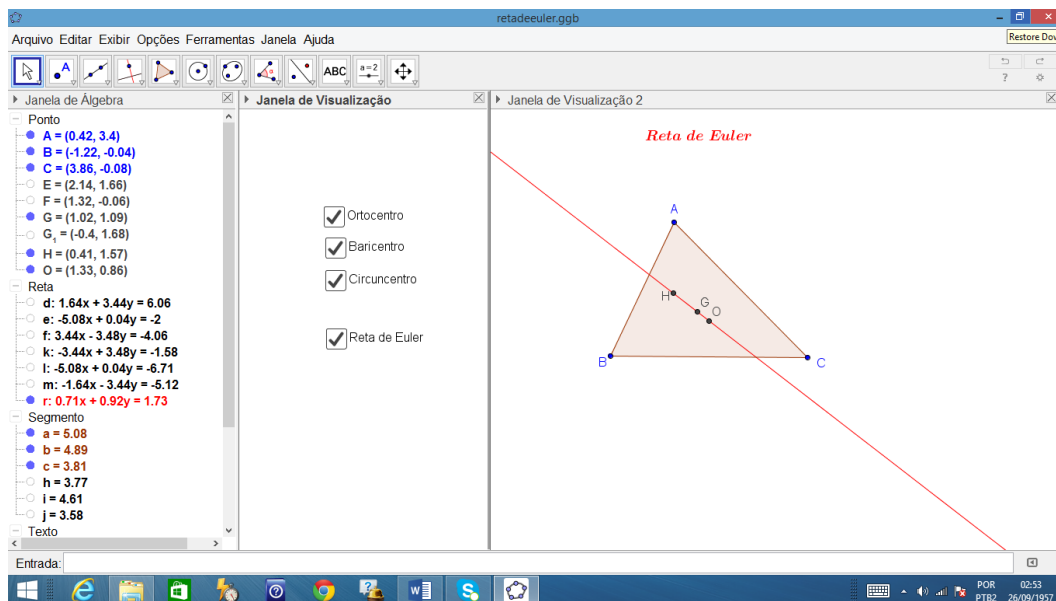 retadeeuler.ggb
Arquivo Editar Exibir Opções Ferramentas Janela Ajuda
Restore Dow
A
ABC
a=2
?
Janela de Álgebra
Janela de Visualização
Janela de Visualização 2
Ponto
A = (0.42, 3.4)
B = (-1.22, -0.04)
C = (3.86, -0.08)
E = (2.14, 1.66)
F = (1.32, -0.06)
G = (1.02, 1.09)
G₁ = (-0.4, 1.68)
H = (0.41, 1.57)
O = (1.33, 0.86)
Reta
d: 1.64x + 3.44y = 6.06
e: -5.08x + 0.04y = -2
f: 3.44x - 3.48y = -4.06
k: -3.44x + 3.48y = -1.58
l: -5.08x + 0.04y = -6.71
m: -1.64x - 3.44y = -5.12
r: 0.71x + 0.92y = 1.73
Segmento
a = 5.08
b = 4.89
c = 3.81
h = 3.77
i = 4.61
j = 3.58
Texto
Ortocentro
Baricentro
Circuncentro
Reta de Euler
Reta de Euler
A
H
G
O
B
C
Entrada:
POR
PTB2
02:53
26/09/1957